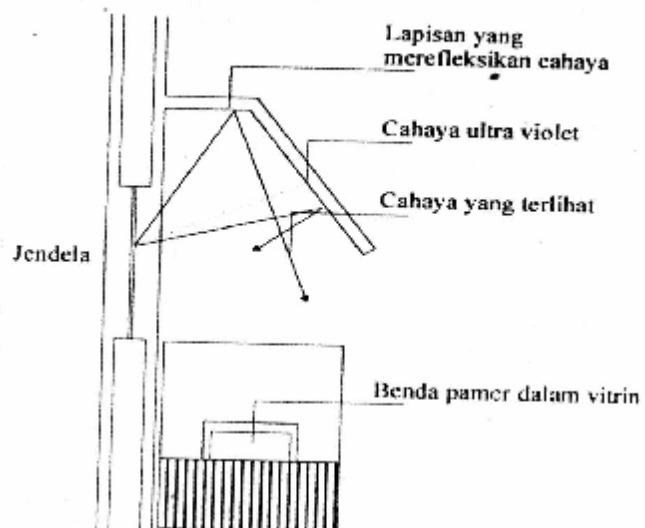 Lapisan yang
merefleksikan cahaya
Cahaya ultra violet
Cahaya yang terlihat
Jendela
Benda pamer dalam vitrin